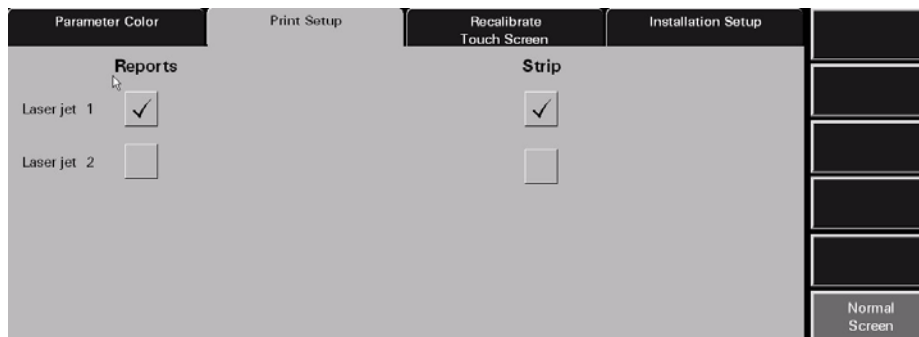 Parameter Color
Print Setup
Recalibrate
Touch Screen
Installation Setup
Reports
Strip
Laser jet 1
Laser jet 2
Normal
Screen